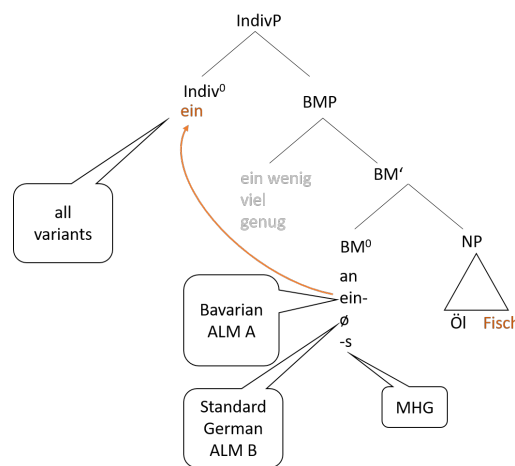 IndivP
Indiv⁰
ein
BMP
all
variants
ein wenig
viel
genug
BM‘
BM⁰
NP
an
ein-
ø
-s
Öl Fisch
Bavarian
ALM A
Standard
German
ALM B
MHG